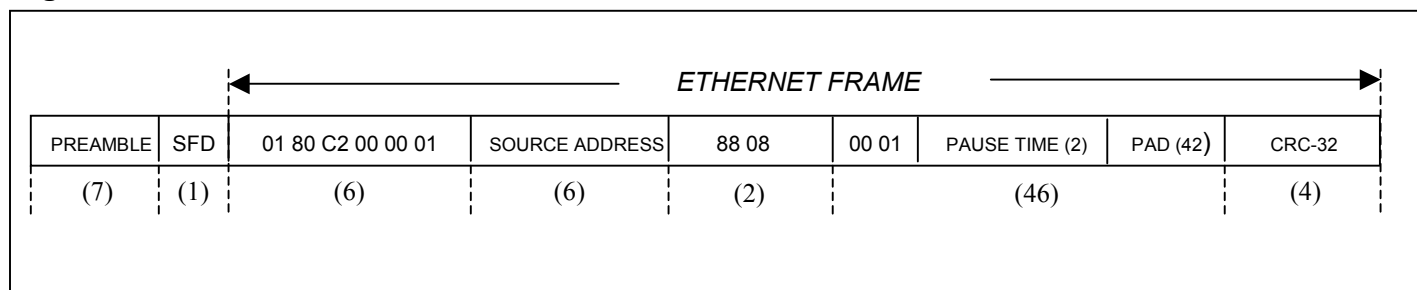 ETHERNET FRAME
PREAMBLE SFD 01 80 C2 00 00 01 SOURCE ADDRESS 88 08 00 01 PAUSE TIME (2) PAD (42) CRC-32
(7) (1) (6) (6) (2) (46) (4)